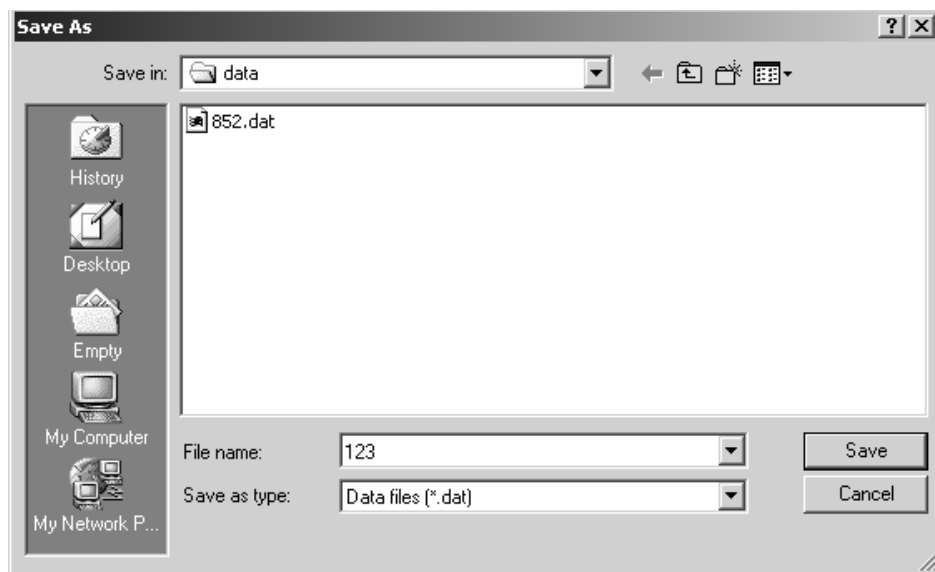 Save As
Save in:
data
852.dat
History
Desktop
Empty
My Computer
My Network P...
File name:
123
Save
Save as type:
Data files (*.dat)
Cancel